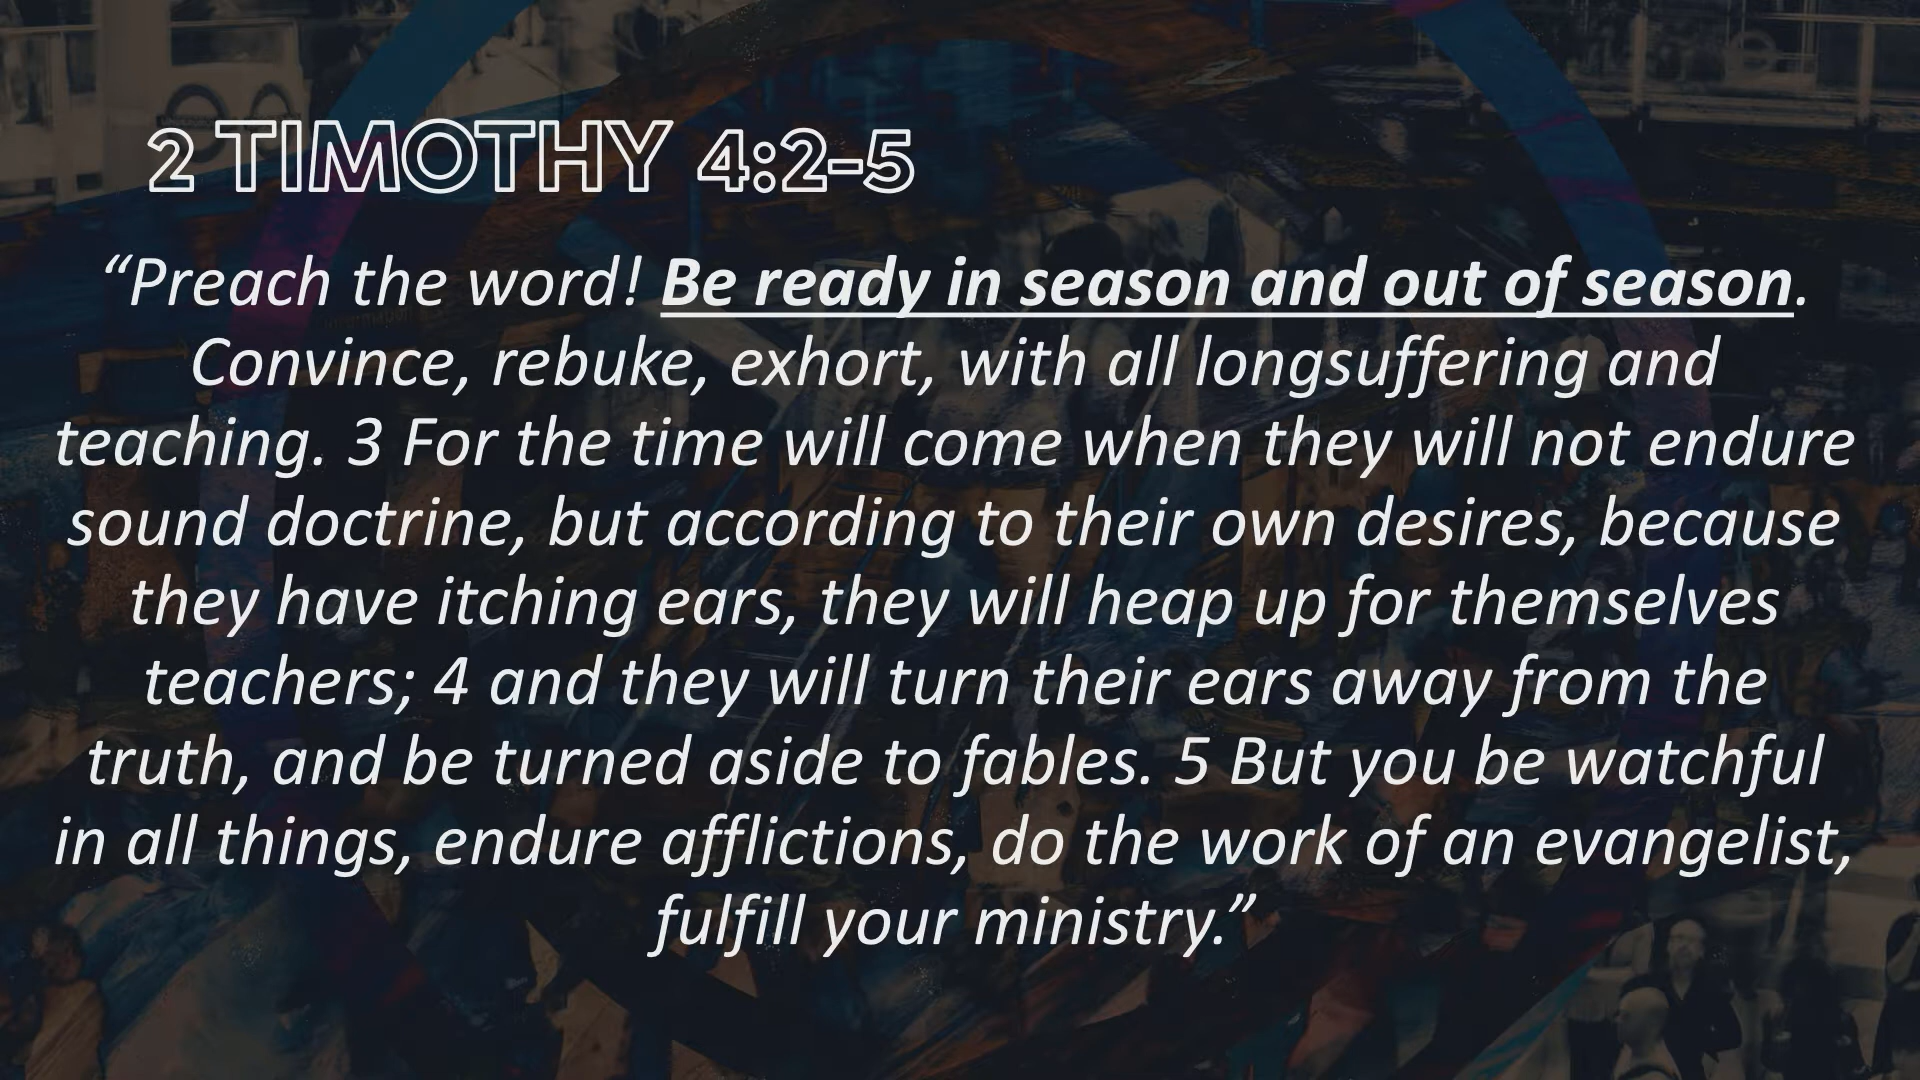 2 TIMOTHY 4:2-5
“Preach the word! Be ready in season and out of season.
Convince, rebuke, exhort, with all longsuffering and
teaching. 3 For the time will come when they will not endure
sound doctrine, but according to their own desires, because
they have itching ears, they will heap up for themselves
teachers; 4 and they will turn their ears away from the
truth, and be turned aside to fables. 5 But you be watchful
in all things, endure afflictions, do the work of an evangelist,
fulfill your ministry.”